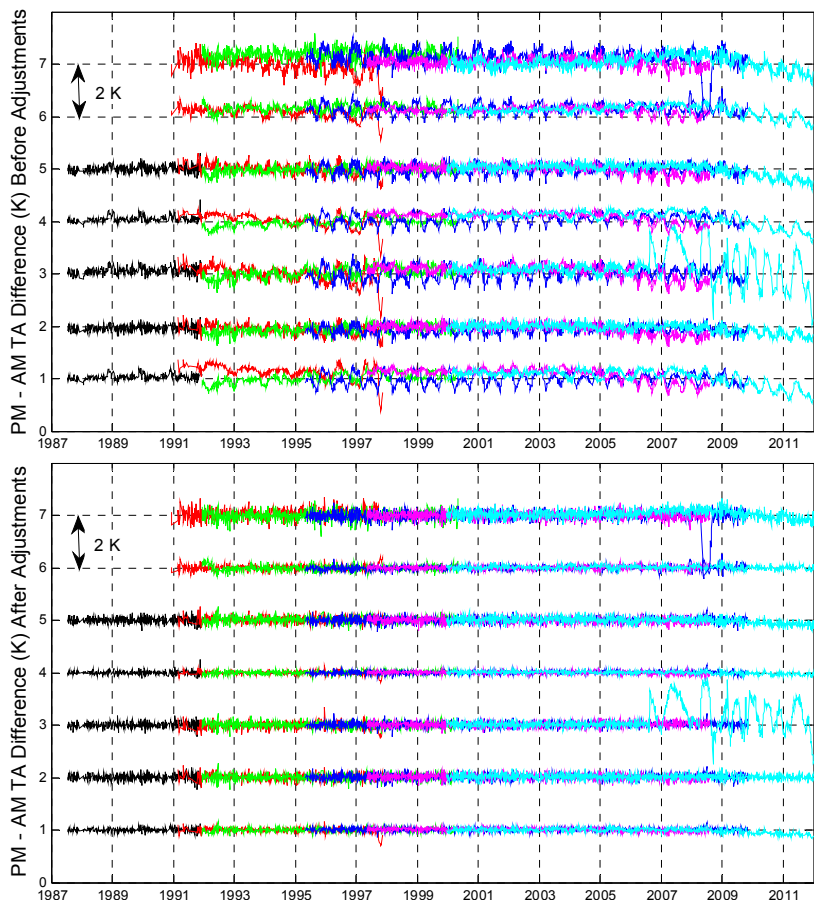 PM - AM TA Difference (K) Before Adjustments
7
2 K
6
5
4
3
2
1
0
1987 1989 1991 1993 1995 1997 1999 2001 2003 2005 2007 2009 2011
PM - AM TA Difference (K) After Adjustments
7
2 K
6
5
4
3
2
1
0
1987 1989 1991 1993 1995 1997 1999 2001 2003 2005 2007 2009 2011